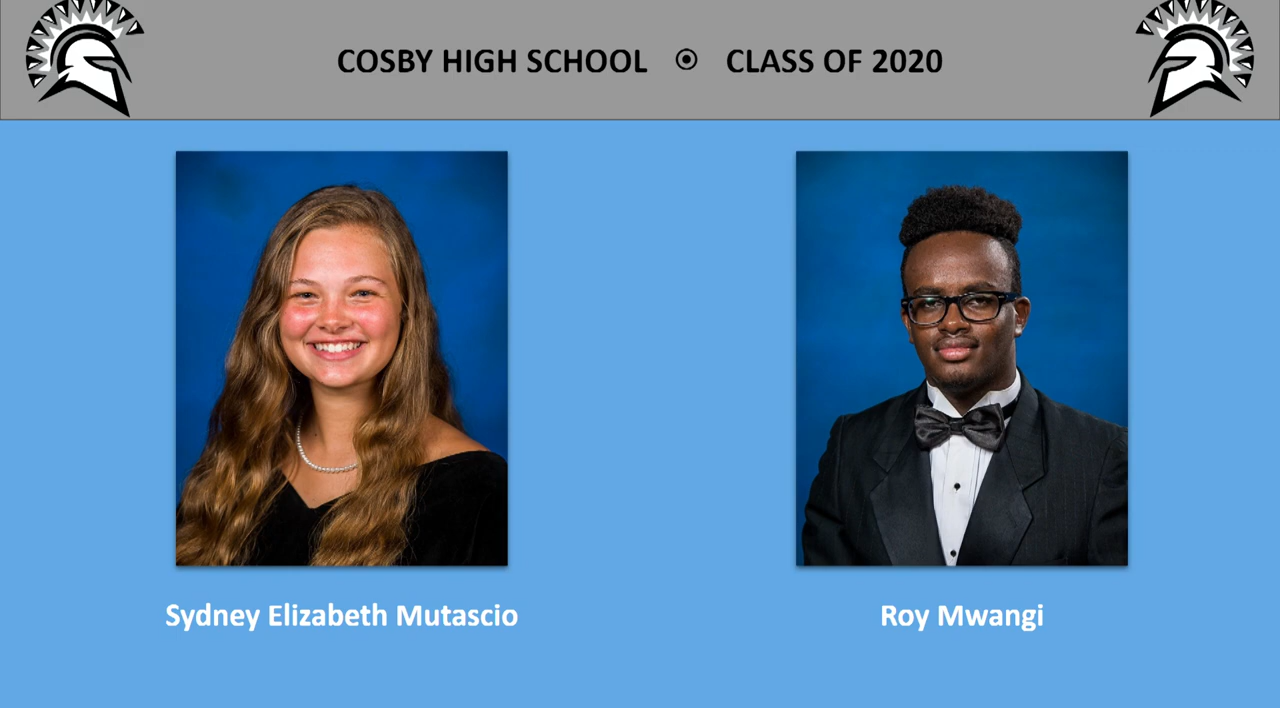 COSBY HIGH SCHOOL ⦿ CLASS OF 2020
Sydney Elizabeth Mutascio
Roy Mwangi